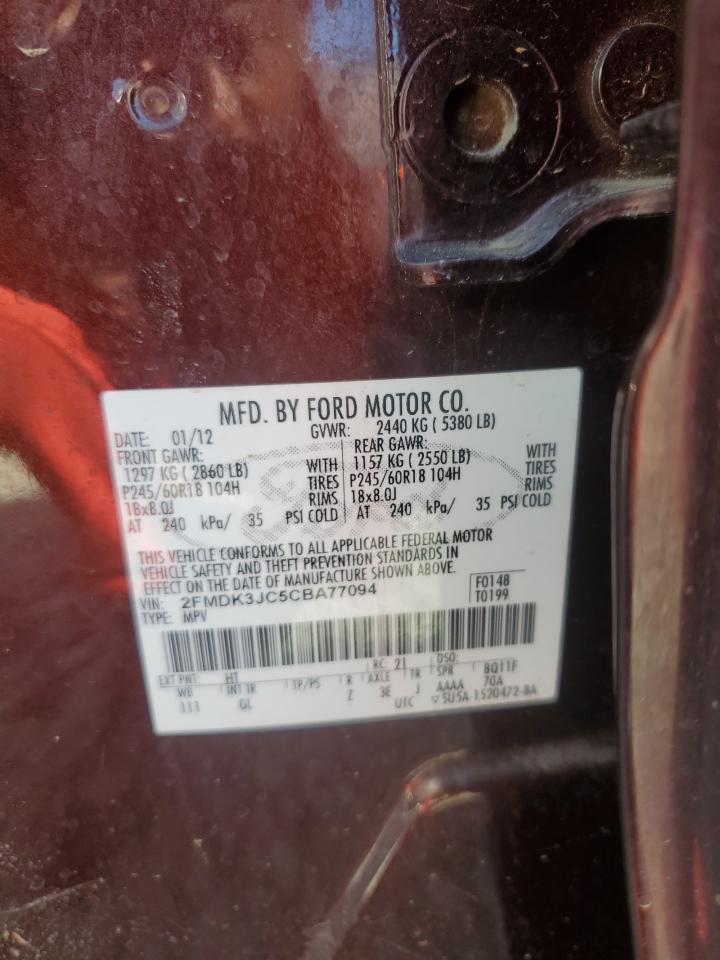 MFD. BY FORD MOTOR CO.
DATE: 01/12 GVWR: 2440 KG ( 5380 LB)
FRONT GAWR: REAR GAWR:
1297 KG (2860 LB) WITH 1157 KG ( 2550 LB) WITH
P245/60R18 104H TIRES P245/60R18 104H TIRES
18x8.0J RIMS 18x8.0J RIMS
AT 240 kPa/ 35 PSI COLD AT 240 kPa/ 35 PSI COLD
THIS VEHICLE CONFORMS TO ALL APPLICABLE FEDERAL MOTOR
VEHICLE SAFETY AND THEFT PREVENTION STANDARDS IN
EFFECT ON THE DATE OF MANUFACTURE SHOWN ABOVE.
VIN: 2FMDK3JC5CBA77094 F0148
TYPE: MPV T0199
EXT PNT: HT RC 21 DSO:
WB INT TR TP/PS R AXLE TR SPR BQ11F
111 GL Z 3E J AAAA 70A
UTC 5U5A-1520472-BA